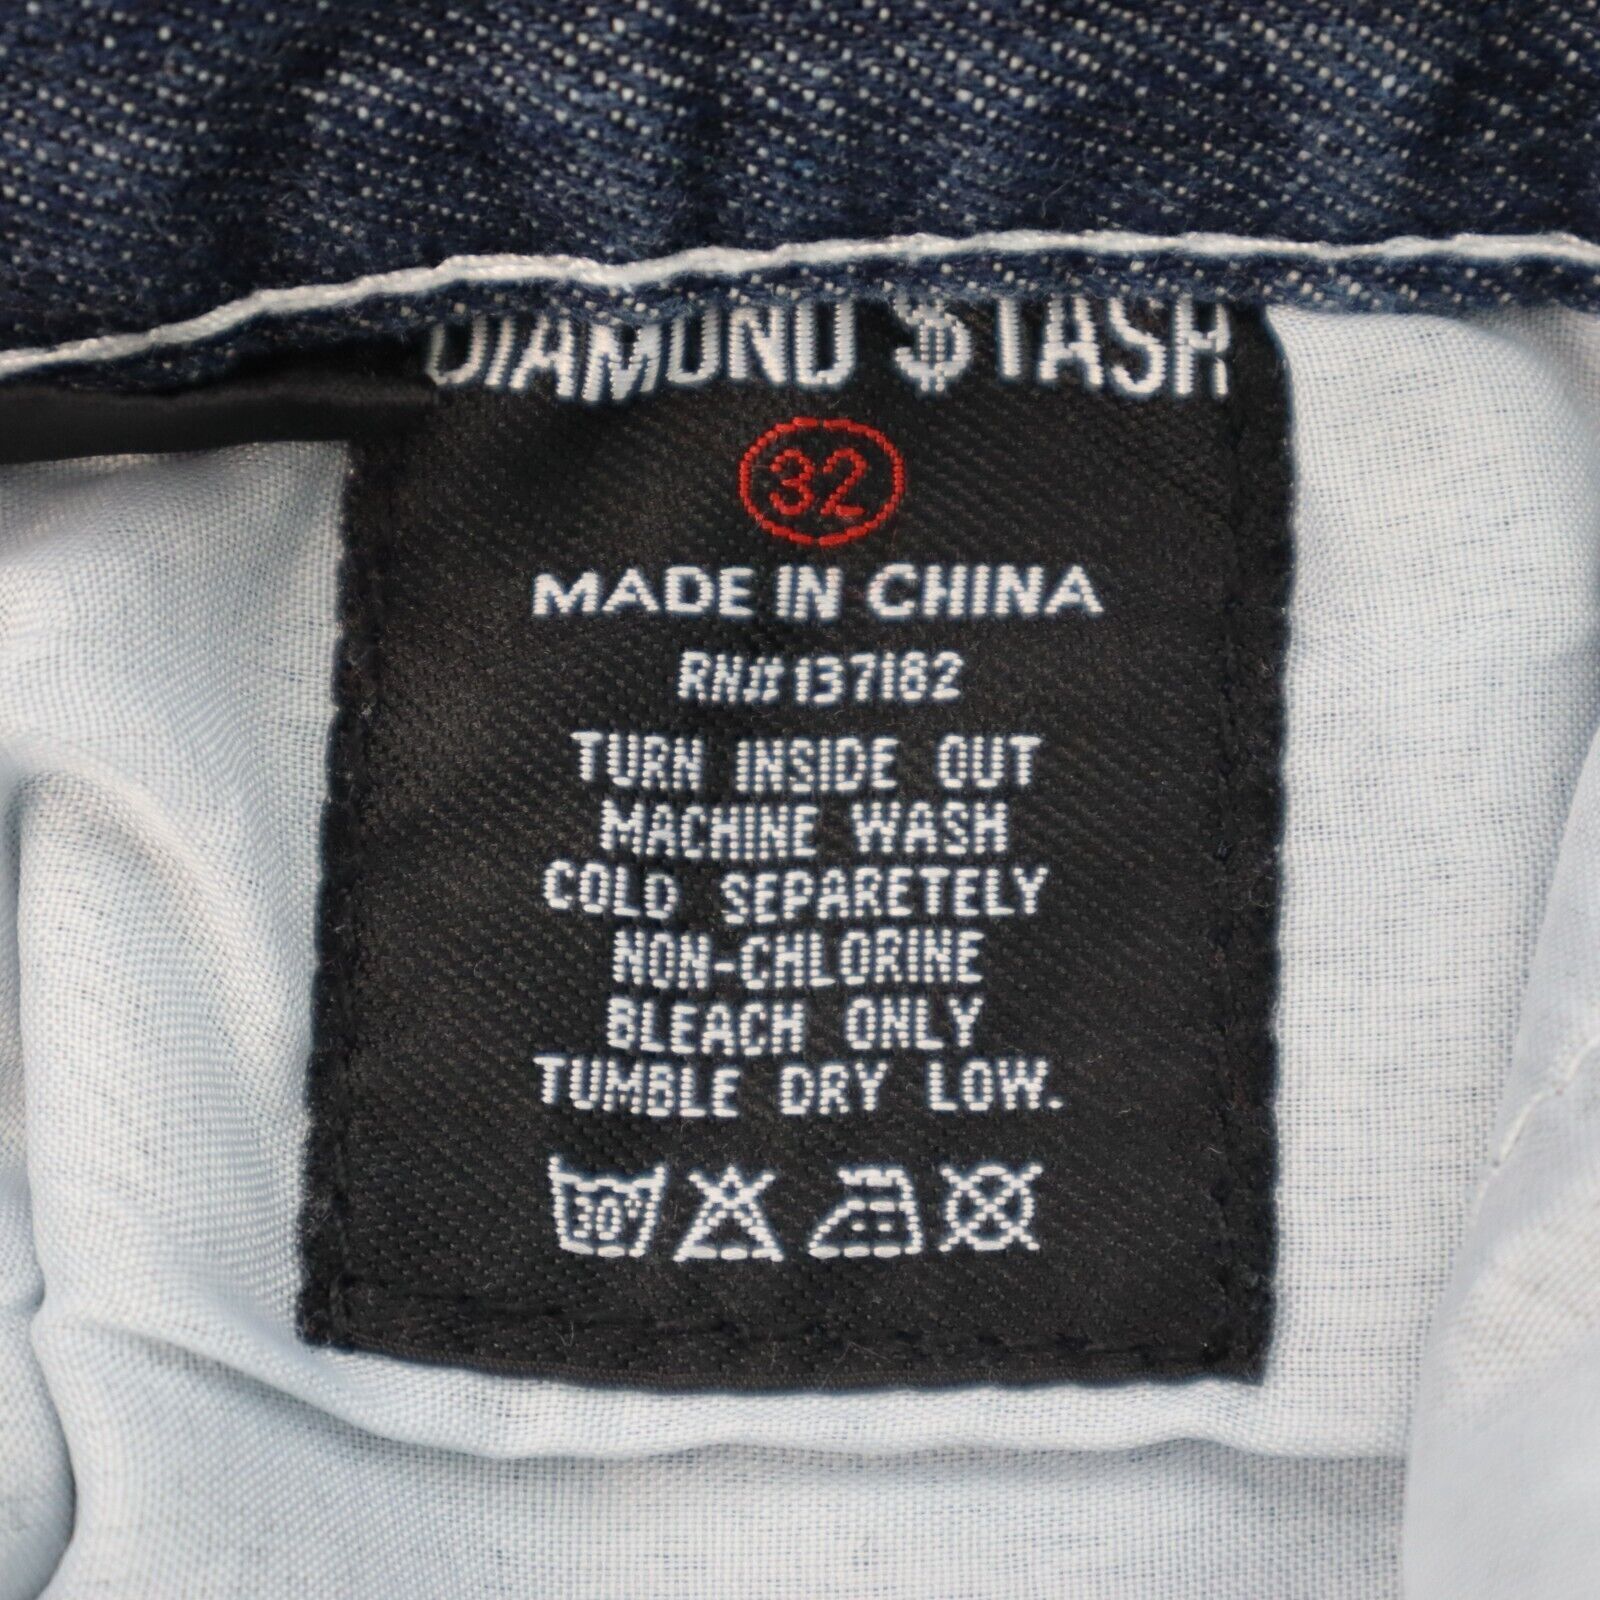 DIAMOND $TASH
32
MADE IN CHINA
RN# 137182
TURN INSIDE OUT
MACHINE WASH
COLD SEPARETELY
NON-CHLORINE
BLEACH ONLY
TUMBLE DRY LOW.
30°